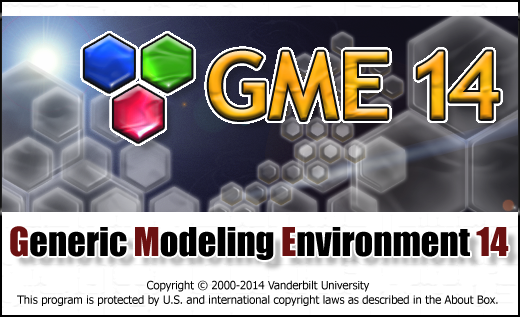 GME 14
Generic Modeling Environment 14
Copyright © 2000-2014 Vanderbilt University
This program is protected by U.S. and international copyright laws as described in the About Box.